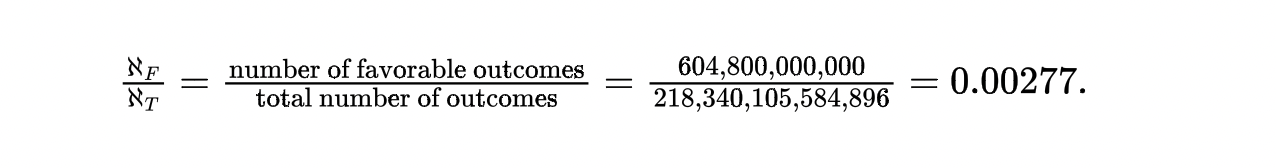 ℵ_F/ℵ_T = number of favorable outcomes/total number of outcomes = 604,800,000,000/218,340,105,584,896 = 0.00277.